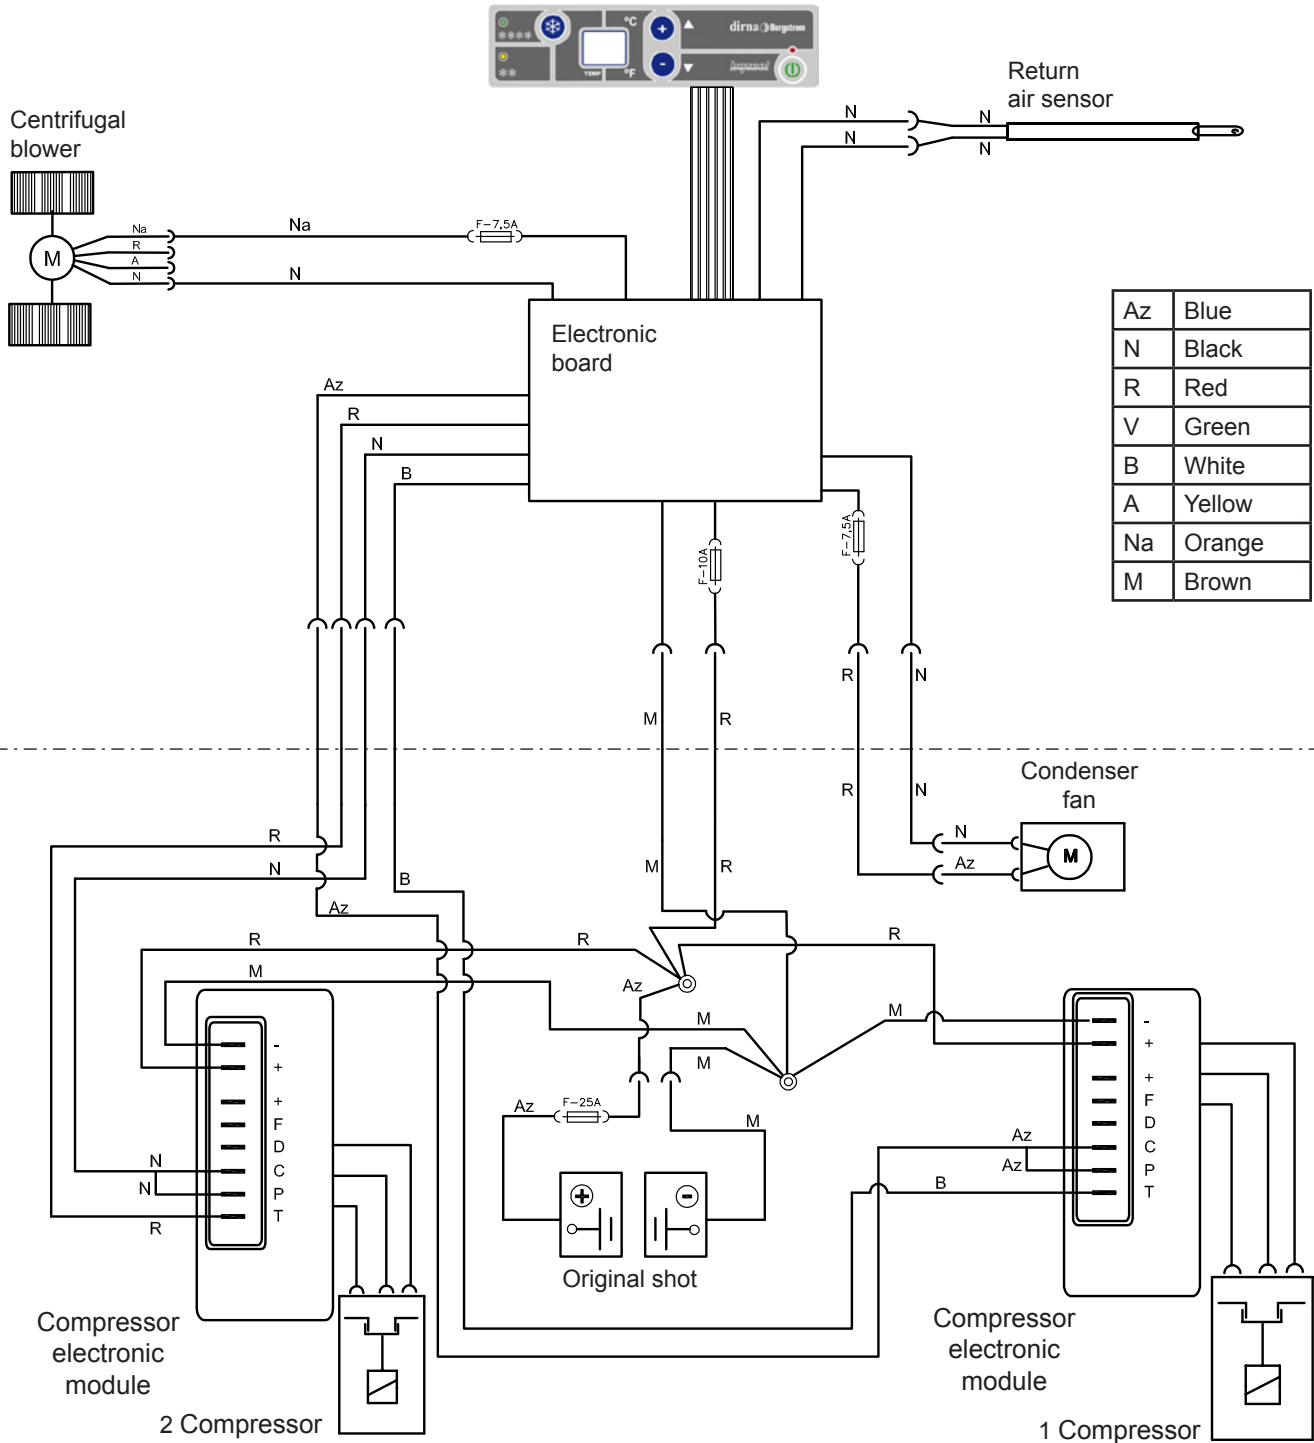 °C
°F
TEMP
+
-
dirna Bergstrom
Return
air sensor
Centrifugal
blower
N
N
N
N
Na
R
A
N
M
Na
F-7,5A
N
Electronic
board
Az Blue
N Black
R Red
V Green
B White
A Yellow
Na Orange
M Brown
Az
R
N
B
F-10A
F-7,5A
M
R
R
N
Condenser
fan
R
N
N
Az
M
R
N
B
Az
M
R
R
M
R
R
Az
M
M
M
-
+
+
F
D
C
P
T
N
N
R
Az
F-25A
M
+
-
Original shot
-
+
+
F
D
C
P
T
Az
Az
B
Compressor
electronic
module
2 Compressor
Compressor
electronic
module
1 Compressor